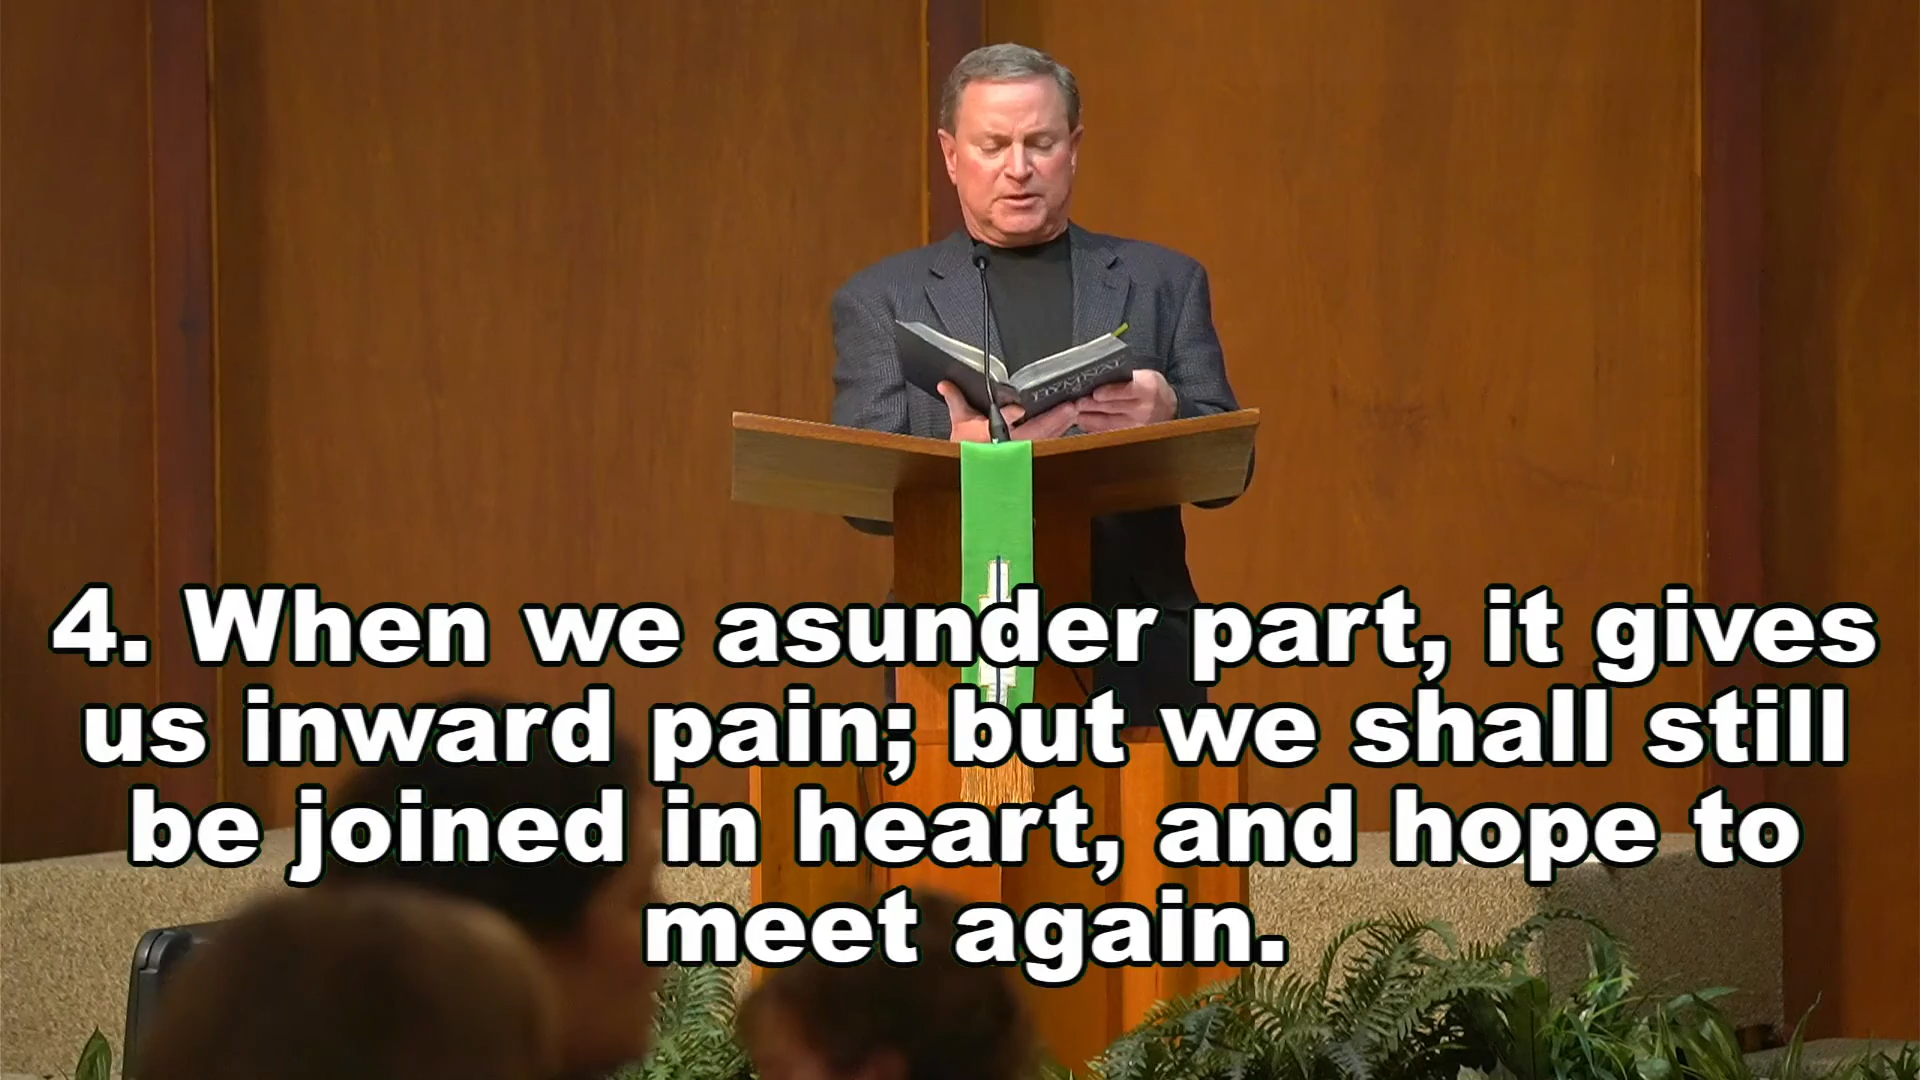 4. When we asunder part, it gives
us inward pain; but we shall still
be joined in heart, and hope to
meet again.